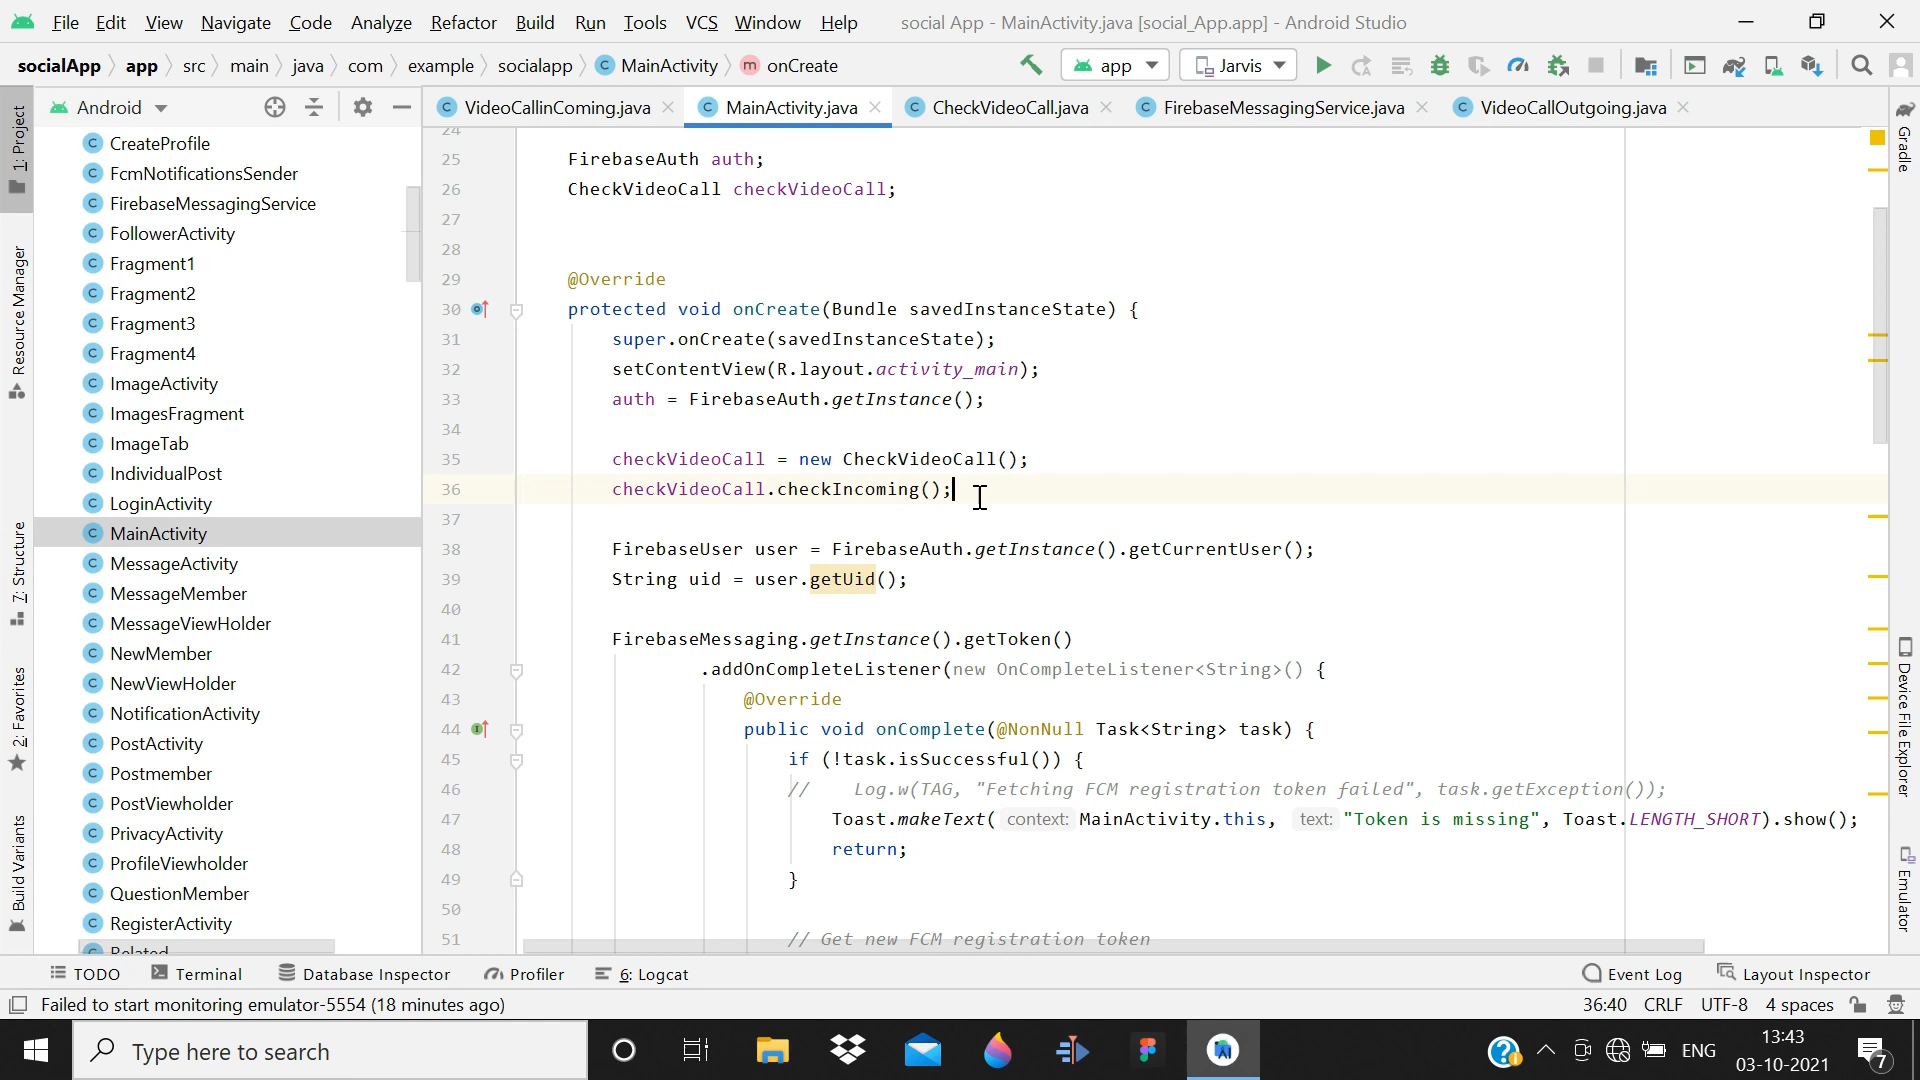 File Edit View Navigate Code Analyze Refactor Build Run Tools VCS Window Help social App - MainActivity.java [social_App.app] - Android Studio
socialApp app src main java com example socialapp MainActivity onCreate app Jarvis
1: Project
Resource Manager
7: Structure
2: Favorites
Build Variants
Android
CreateProfile
FcmNotificationsSender
FirebaseMessagingService
FollowerActivity
Fragment1
Fragment2
Fragment3
Fragment4
ImageActivity
ImagesFragment
ImageTab
IndividualPost
LoginActivity
MainActivity
MessageActivity
MessageMember
MessageViewHolder
NewMember
NewViewHolder
NotificationActivity
PostActivity
Postmember
PostViewholder
PrivacyActivity
ProfileViewholder
QuestionMember
RegisterActivity
Related
VideoCallinComing.java MainActivity.java CheckVideoCall.java FirebaseMessagingService.java VideoCallOutgoing.java
24
25 FirebaseAuth auth;
26 CheckVideoCall checkVideoCall;
27
28
29 @Override
30 protected void onCreate(Bundle savedInstanceState) {
31 super.onCreate(savedInstanceState);
32 setContentView(R.layout.activity_main);
33 auth = FirebaseAuth.getInstance();
34
35 checkVideoCall = new CheckVideoCall();
36 checkVideoCall.checkIncoming();
37
38 FirebaseUser user = FirebaseAuth.getInstance().getCurrentUser();
39 String uid = user.getUid();
40
41 FirebaseMessaging.getInstance().getToken()
42 .addOnCompleteListener(new OnCompleteListener<String>() {
43 @Override
44 public void onComplete(@NonNull Task<String> task) {
45 if (!task.isSuccessful()) {
46 // Log.w(TAG, "Fetching FCM registration token failed", task.getException());
47 Toast.makeText( context: MainActivity.this, text: "Token is missing", Toast.LENGTH_SHORT).show();
48 return;
49 }
50
51 // Get new FCM registration token
Gradle
Device File Explorer
Emulator
TODO Terminal Database Inspector Profiler 6: Logcat Event Log Layout Inspector
Failed to start monitoring emulator-5554 (18 minutes ago) 36:40 CRLF UTF-8 4 spaces
Type here to search ENG 13:43
03-10-2021 7